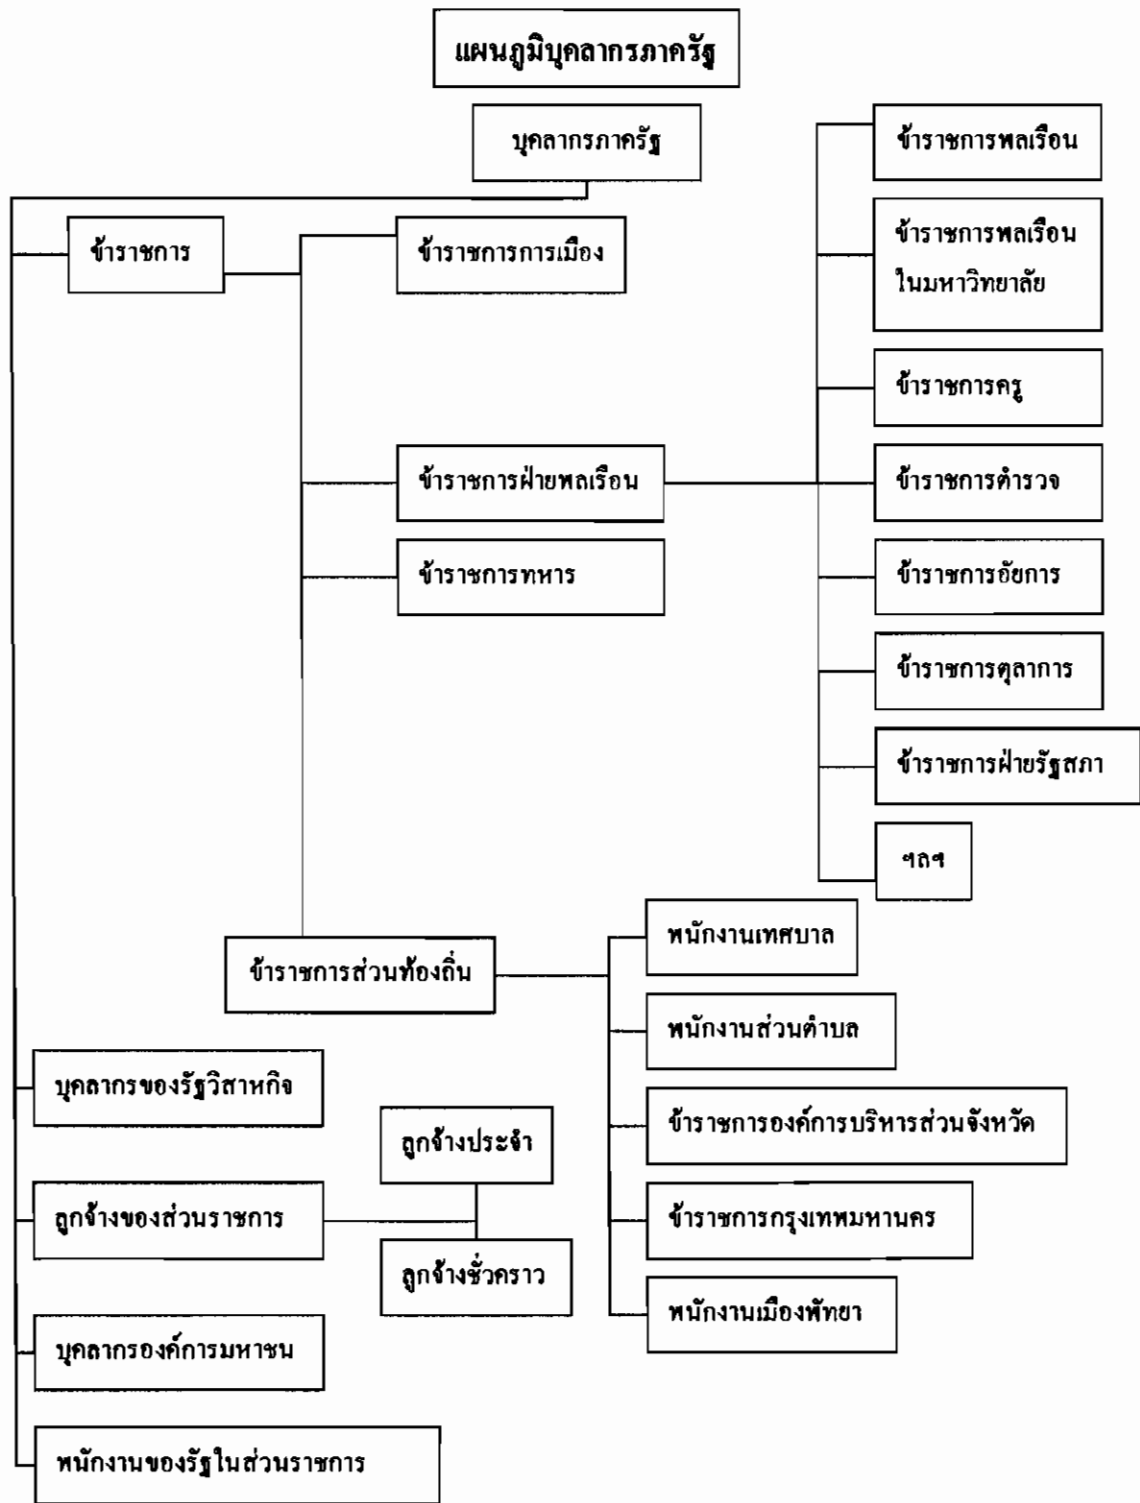 แผนภูมิบุคลากรภาครัฐ
บุคลากรภาครัฐ
ข้าราชการ
ข้าราชการการเมือง
ข้าราชการฝ่ายพลเรือน
ข้าราชการพลเรือน
ข้าราชการพลเรือน
ในมหาวิทยาลัย
ข้าราชการครู
ข้าราชการตำรวจ
ข้าราชการอัยการ
ข้าราชการตุลาการ
ข้าราชการฝ่ายรัฐสภา
ฯลฯ
ข้าราชการทหาร
ข้าราชการส่วนท้องถิ่น
พนักงานเทศบาล
พนักงานส่วนตำบล
ข้าราชการองค์การบริหารส่วนจังหวัด
ข้าราชการกรุงเทพมหานคร
พนักงานเมืองพัทยา
บุคลากรของรัฐวิสาหกิจ
ลูกจ้างของส่วนราชการ
ลูกจ้างประจำ
ลูกจ้างชั่วคราว
บุคลากรองค์การมหาชน
พนักงานของรัฐในส่วนราชการ